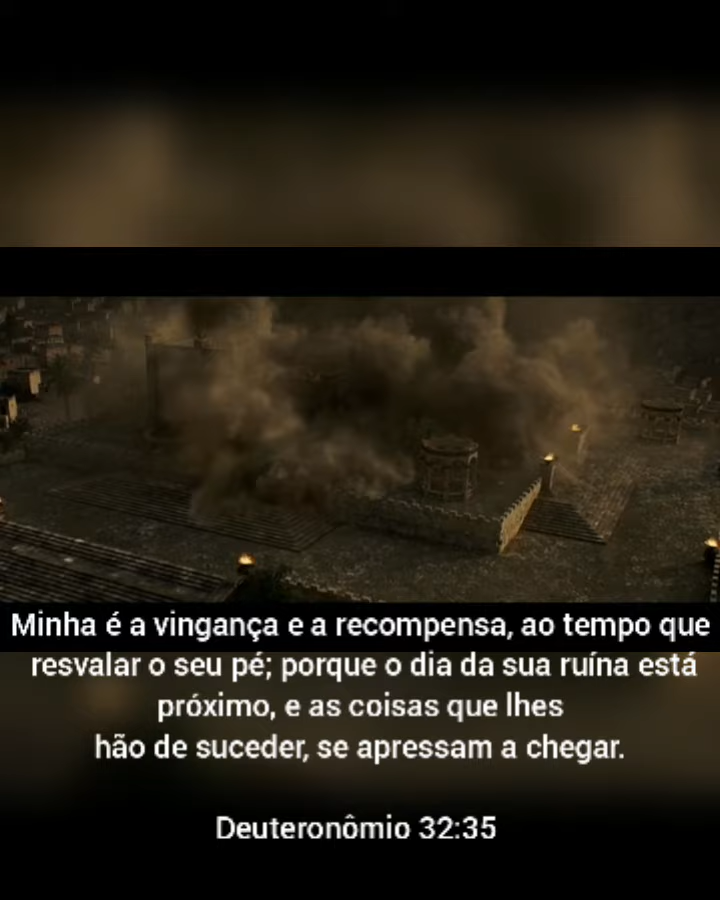 Minha é a vingança e a recompensa, ao tempo que
resvalar o seu pé; porque o dia da sua ruína está
próximo, e as coisas que lhes
hão de suceder, se apressam a chegar.
Deuteronômio 32:35